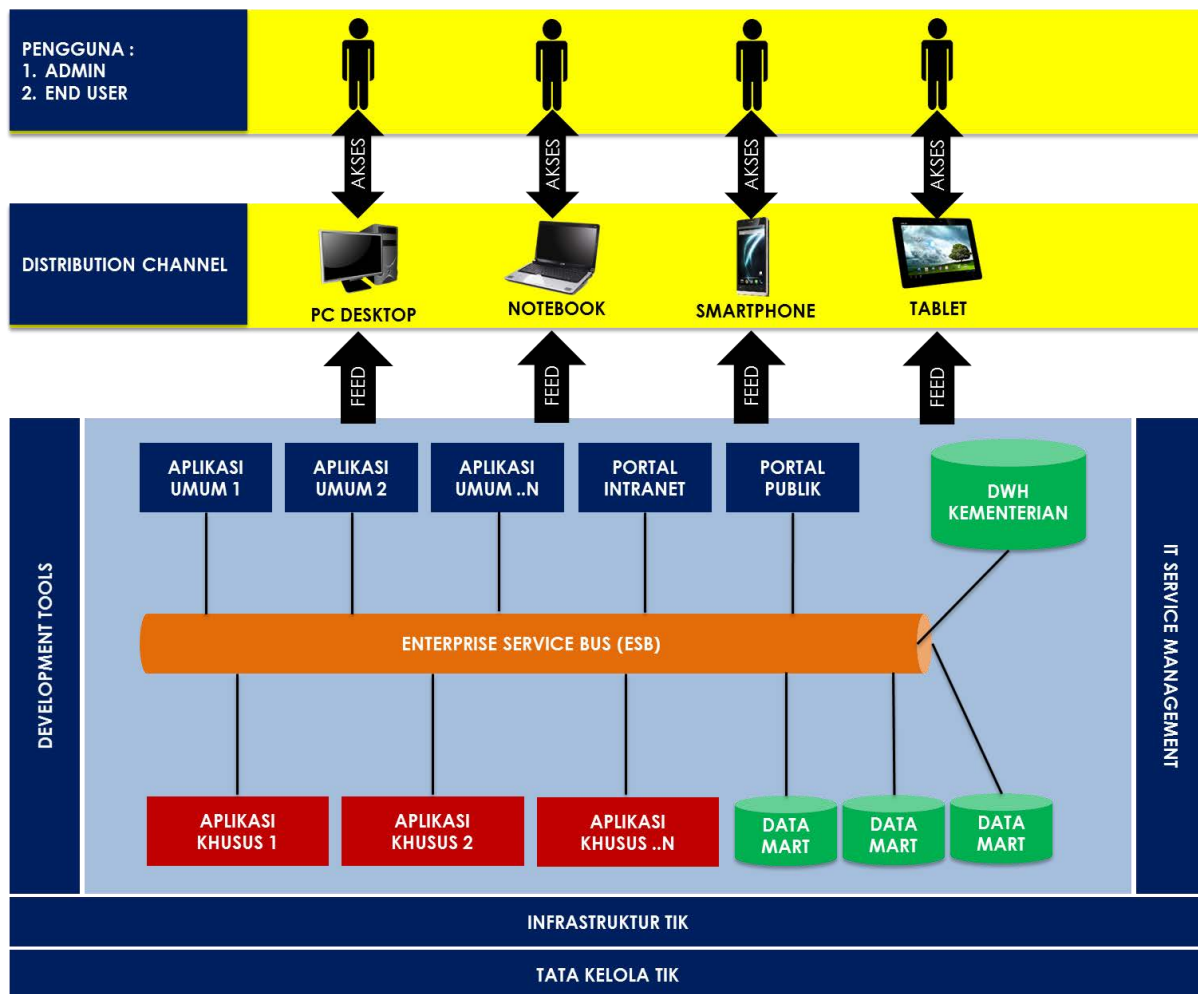 PENGGUNA :
1. ADMIN
2. END USER
AKSES
AKSES
AKSES
AKSES
DISTRIBUTION CHANNEL
PC DESKTOP
NOTEBOOK
SMARTPHONE
TABLET
FEED
FEED
FEED
FEED
DEVELOPMENT TOOLS
APLIKASI
UMUM 1
APLIKASI
UMUM 2
APLIKASI
UMUM ..N
PORTAL
INTRANET
PORTAL
PUBLIK
DWH
KEMENTERIAN
ENTERPRISE SERVICE BUS (ESB)
APLIKASI
KHUSUS 1
APLIKASI
KHUSUS 2
APLIKASI
KHUSUS ..N
DATA
MART
DATA
MART
DATA
MART
IT SERVICE MANAGEMENT
INFRASTRUKTUR TIK
TATA KELOLA TIK